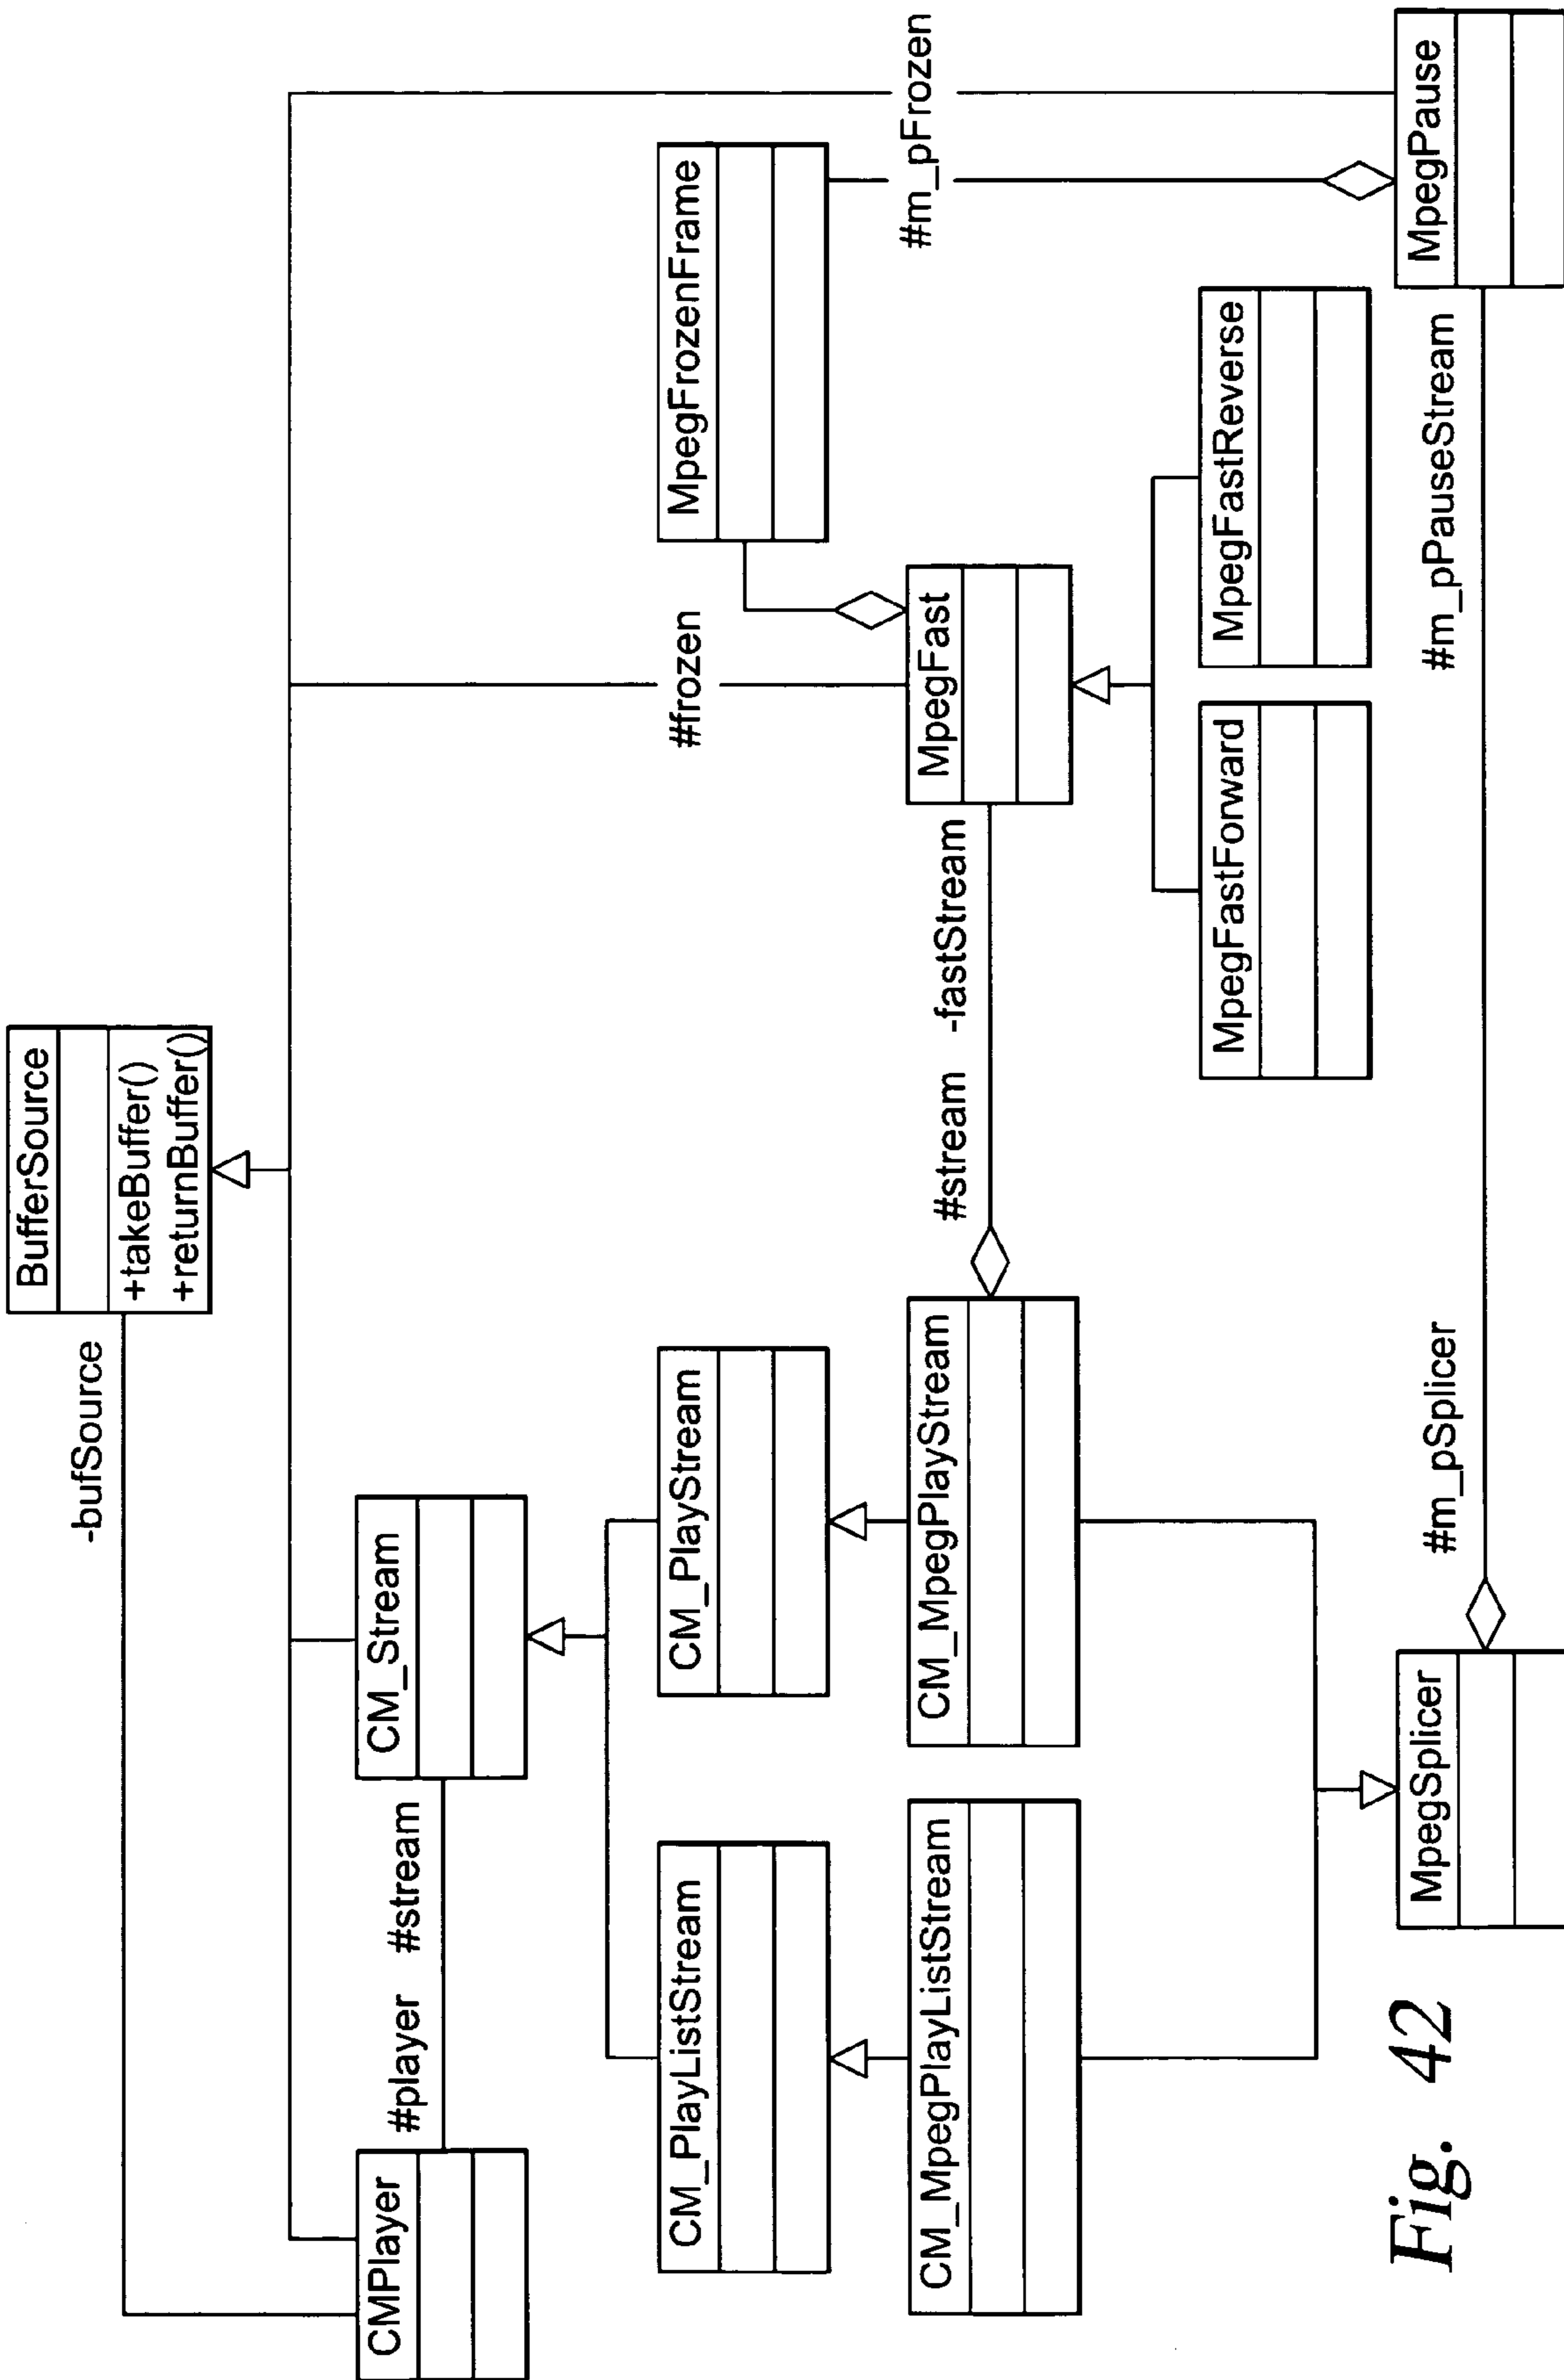 BufferSource
+takeBuffer()
+returnBuffer()
-bufSource
CMPlayer
#player
#stream
CM_Stream
CM_PlayListStream
CM_PlayStream
#frozen
MpegFrozenFrame
#m_pFrozen
CM_MpegPlayListStream
CM_MpegPlayStream
#stream
-fastStream
MpegFast
MpegFastForward
MpegFastReverse
MpegSplicer
#m_pSplicer
#m_pPauseStream
MpegPause
Fig. 42